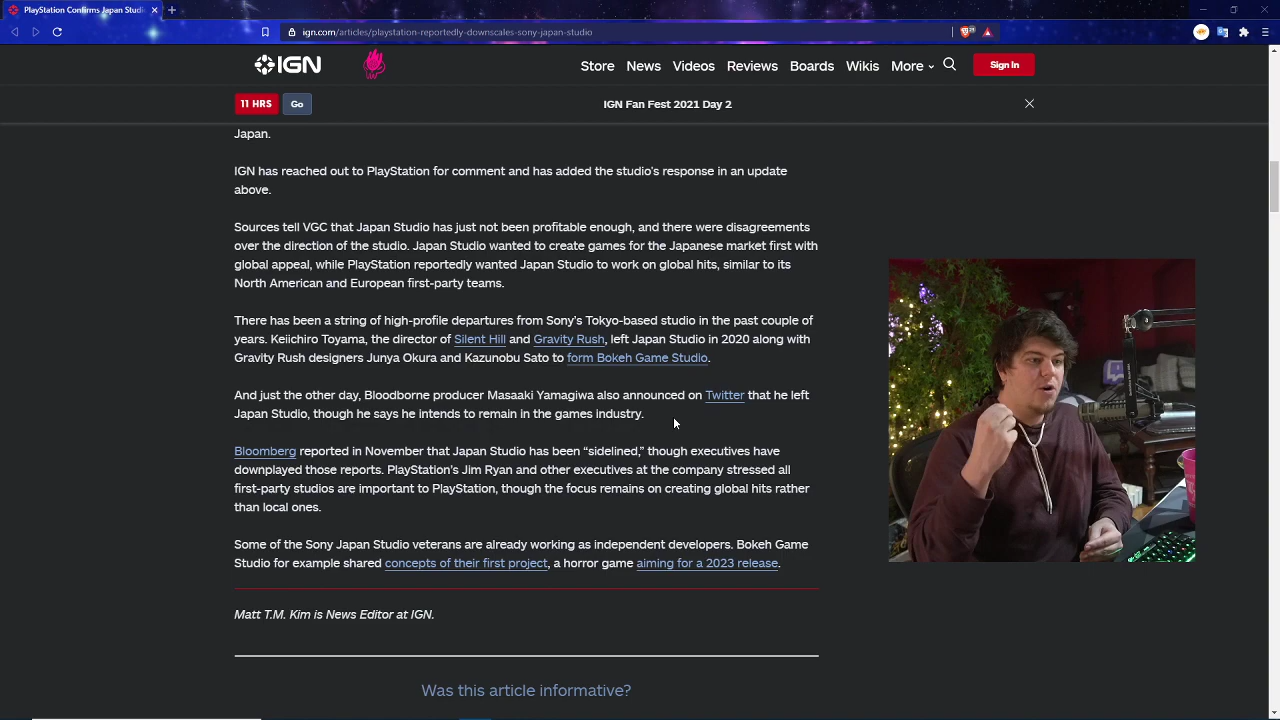 PlayStation Confirms Japan Studi
ign.com/articles/playstation-reportedly-downscales-sony-japan-studio
IGN
Store News Videos Reviews Boards Wikis More
Sign In
11 HRS Go IGN Fan Fest 2021 Day 2
Japan.
IGN has reached out to PlayStation for comment and has added the studio's response in an update
above.
Sources tell VGC that Japan Studio has just not been profitable enough, and there were disagreements
over the direction of the studio. Japan Studio wanted to create games for the Japanese market first with
global appeal, while PlayStation reportedly wanted Japan Studio to work on global hits, similar to its
North American and European first-party teams.
There has been a string of high-profile departures from Sony's Tokyo-based studio in the past couple of
years. Keiichiro Toyama, the director of Silent Hill and Gravity Rush, left Japan Studio in 2020 along with
Gravity Rush designers Junya Okura and Kazunobu Sato to form Bokeh Game Studio.
And just the other day, Bloodborne producer Masaaki Yamagiwa also announced on Twitter that he left
Japan Studio, though he says he intends to remain in the games industry.
Bloomberg reported in November that Japan Studio has been “sidelined,” though executives have
downplayed those reports. PlayStation's Jim Ryan and other executives at the company stressed all
first-party studios are important to PlayStation, though the focus remains on creating global hits rather
than local ones.
Some of the Sony Japan Studio veterans are already working as independent developers. Bokeh Game
Studio for example shared concepts of their first project, a horror game aiming for a 2023 release.
Matt T.M. Kim is News Editor at IGN.
Was this article informative?